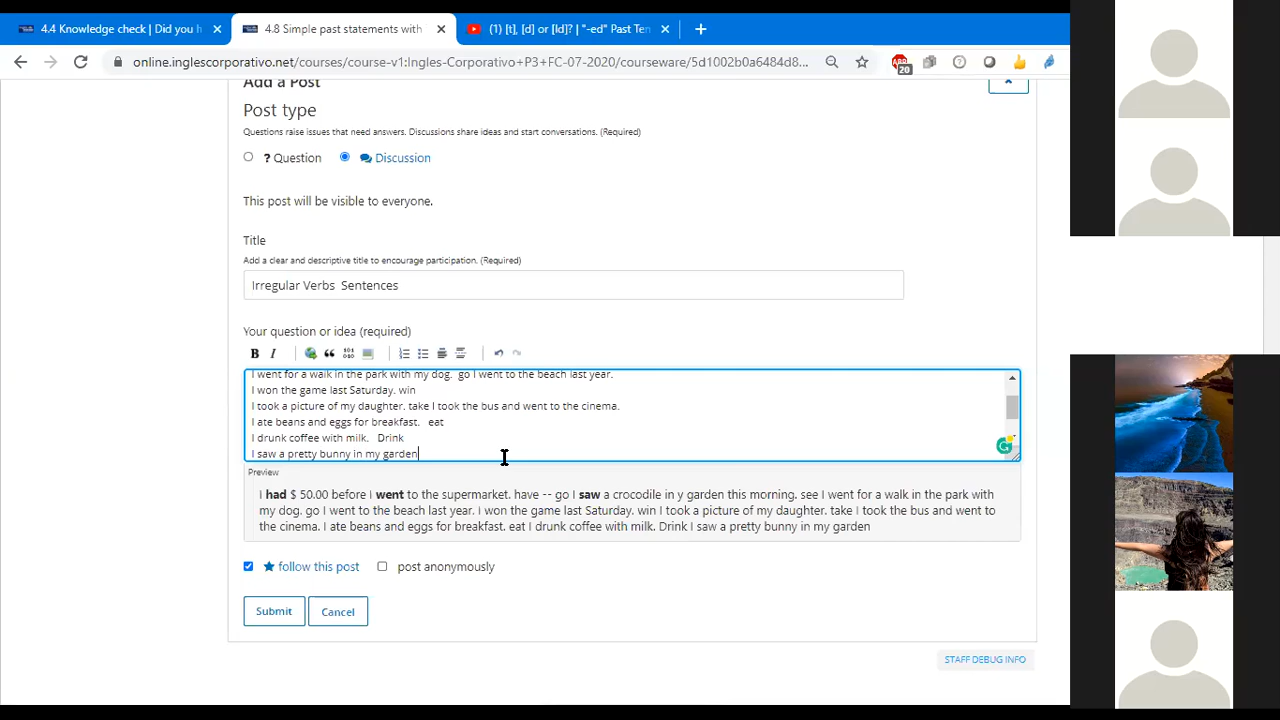 4.4 Knowledge check | Did you h
4.8 Simple past statements with
(1) [t], [d] or [Id]? | "-ed" Past Ten
online.inglescorporativo.net/courses/course-v1:Ingles-Corporativo+P3+FC-07-2020/courseware/5d1002b0a6484d8...
20
Add a Post
Post type
Questions raise issues that need answers. Discussions share ideas and start conversations. (Required)
? Question
Discussion
This post will be visible to everyone.
Title
Add a clear and descriptive title to encourage participation. (Required)
Irregular Verbs  Sentences
Your question or idea (required)
B I
I went for a walk in the park with my dog.  go I went to the beach last year.
I won the game last Saturday. win
I took a picture of my daughter. take I took the bus and went to the cinema.
I ate beans and eggs for breakfast.   eat
I drunk coffee with milk.   Drink
I saw a pretty bunny in my garden
Preview
I had $ 50.00 before I went to the supermarket. have -- go I saw a crocodile in y garden this morning. see I went for a walk in the park with
my dog. go I went to the beach last year. I won the game last Saturday. win I took a picture of my daughter. take I took the bus and went to
the cinema. I ate beans and eggs for breakfast. eat I drunk coffee with milk. Drink I saw a pretty bunny in my garden
follow this post
post anonymously
Submit
Cancel
STAFF DEBUG INFO